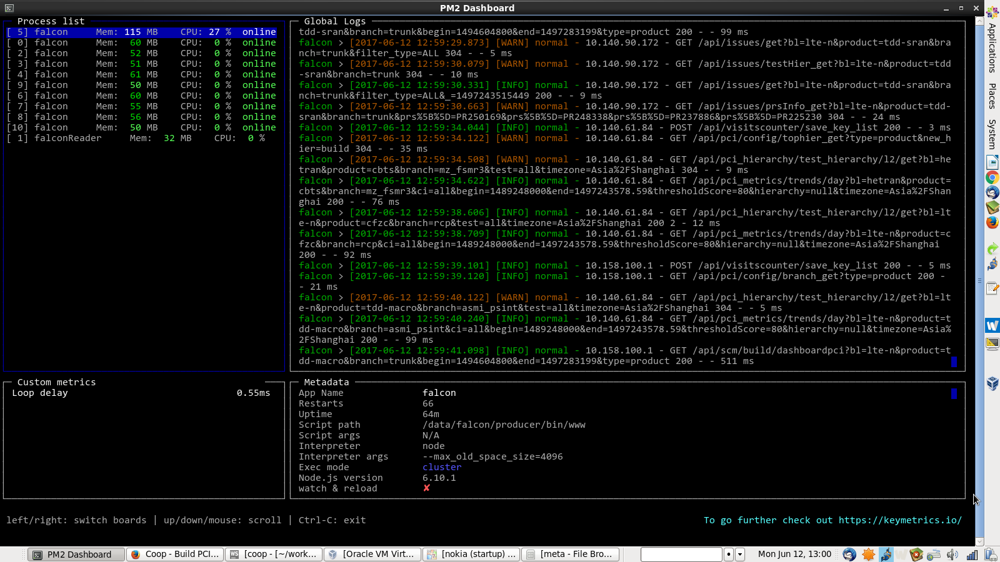 PM2 Dashboard
Process list
[ 5] falcon Mem: 115 MB CPU: 27 % online
[ 0] falcon Mem: 60 MB CPU: 0 % online
[ 2] falcon Mem: 52 MB CPU: 0 % online
[ 3] falcon Mem: 51 MB CPU: 0 % online
[ 4] falcon Mem: 61 MB CPU: 0 % online
[ 9] falcon Mem: 50 MB CPU: 0 % online
[ 6] falcon Mem: 60 MB CPU: 0 % online
[ 7] falcon Mem: 55 MB CPU: 0 % online
[ 8] falcon Mem: 56 MB CPU: 0 % online
[10] falcon Mem: 50 MB CPU: 0 % online
[ 1] falconReader Mem: 32 MB CPU: 0 %
Global Logs
tdd-sran&branch=trunk&begin=1494604800&end=1497283199&type=product 200 - - 99 ms
falcon > [2017-06-12 12:59:29.873] [WARN] normal - 10.140.90.172 - GET /api/issues/get?bl=lte-n&product=tdd-sran&bra
nch=trunk&filter_type=ALL 304 - - 5 ms
falcon > [2017-06-12 12:59:30.079] [WARN] normal - 10.140.90.172 - GET /api/issues/testHier_get?bl=lte-n&product=tdd
-sran&branch=trunk 304 - - 10 ms
falcon > [2017-06-12 12:59:30.331] [INFO] normal - 10.140.90.172 - GET /api/issues/get?bl=lte-n&product=tdd-sran&bra
nch=trunk&filter_type=ALL&_=1497243515449 200 - - 9 ms
falcon > [2017-06-12 12:59:30.663] [WARN] normal - 10.140.90.172 - GET /api/issues/prsInfo_get?bl=lte-n&product=tdd-
sran&branch=trunk&prs%5B%5D=PR250169&prs%5B%5D=PR248338&prs%5B%5D=PR237886&prs%5B%5D=PR225230 304 - - 24 ms
falcon > [2017-06-12 12:59:34.044] [INFO] normal - 10.140.61.84 - POST /api/visitscounter/save_key_list 200 - - 3 ms
falcon > [2017-06-12 12:59:34.122] [WARN] normal - 10.140.61.84 - GET /api/pci/config/tophier_get?type=product&new_h
ier=build 304 - - 35 ms
falcon > [2017-06-12 12:59:34.508] [WARN] normal - 10.140.61.84 - GET /api/pci_hierarchy/test_hierarchy/l2/get?bl=he
tran&product=cbts&branch=mz_fsmr3&test=all&timezone=Asia%2FShanghai 304 - - 9 ms
falcon > [2017-06-12 12:59:34.622] [INFO] normal - 10.140.61.84 - GET /api/pci_metrics/trends/day?bl=hetran&product=
cbts&branch=mz_fsmr3&ci=all&begin=1489248000&end=1497243578.59&thresholdScore=80&hierarchy=null&timezone=Asia%2FShan
ghai 200 - - 76 ms
falcon > [2017-06-12 12:59:38.606] [INFO] normal - 10.140.61.84 - GET /api/pci_hierarchy/test_hierarchy/l2/get?bl=lt
e-n&product=cfzc&branch=rcp&test=all&timezone=Asia%2FShanghai 200 2 - 12 ms
falcon > [2017-06-12 12:59:38.709] [INFO] normal - 10.140.61.84 - GET /api/pci_metrics/trends/day?bl=lte-n&product=c
fzc&branch=rcp&ci=all&begin=1489248000&end=1497243578.59&thresholdScore=80&hierarchy=null&timezone=Asia%2FShanghai
200 - - 92 ms
falcon > [2017-06-12 12:59:39.101] [INFO] normal - 10.158.100.1 - POST /api/visitscounter/save_key_list 200 - - 5 ms
falcon > [2017-06-12 12:59:39.120] [INFO] normal - 10.158.100.1 - GET /api/pci/config/branch_get?type=product 200 -
- 21 ms
falcon > [2017-06-12 12:59:40.122] [WARN] normal - 10.140.61.84 - GET /api/pci_hierarchy/test_hierarchy/l2/get?bl=lt
e-n&product=tdd-macro&branch=asmi_psint&test=all&timezone=Asia%2FShanghai 304 - - 5 ms
falcon > [2017-06-12 12:59:40.240] [INFO] normal - 10.140.61.84 - GET /api/pci_metrics/trends/day?bl=lte-n&product=t
dd-macro&branch=asmi_psint&ci=all&begin=1489248000&end=1497243578.59&thresholdScore=80&hierarchy=null&timezone=Asia%
2FShanghai 200 - - 99 ms
falcon > [2017-06-12 12:59:41.098] [INFO] normal - 10.158.100.1 - GET /api/scm/build/dashboardpci?bl=lte-n&product=t
dd-macro&branch=trunk&begin=1494604800&end=1497283199&type=product 200 - - 511 ms
Custom metrics
Loop delay 0.55ms
Metadata
App Name falcon
Restarts 66
Uptime 64m
Script path /data/falcon/producer/bin/www
Script args N/A
Interpreter node
Interpreter args --max_old_space_size=4096
Exec mode cluster
Node.js version 6.10.1
watch & reload ✘
left/right: switch boards | up/down/mouse: scroll | Ctrl-C: exit
To go further check out https://keymetrics.io/
Applications
Places
System
PM2 Dashboard
Coop - Build PCI...
[coop - [~/work...
[Oracle VM Virt...
[nokia (startup) ...
[meta - File Bro...
Mon Jun 12, 13:00